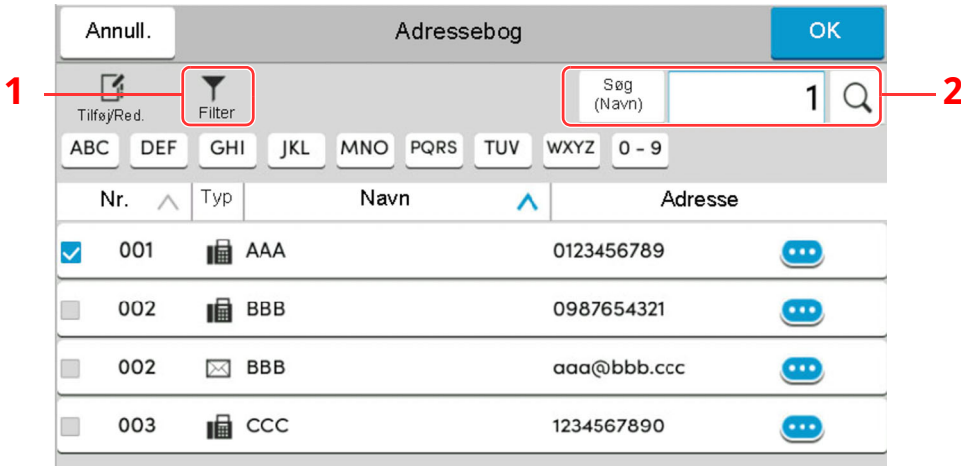 Annull. Adressebog OK
1 Tilføj/Red. Filter Søg (Navn) 1 2
ABC DEF GHI JKL MNO PQRS TUV WXYZ 0 - 9
Nr. Typ Navn Adresse
001 AAA 0123456789
002 BBB 0987654321
002 BBB aaa@bbb.ccc
003 CCC 1234567890